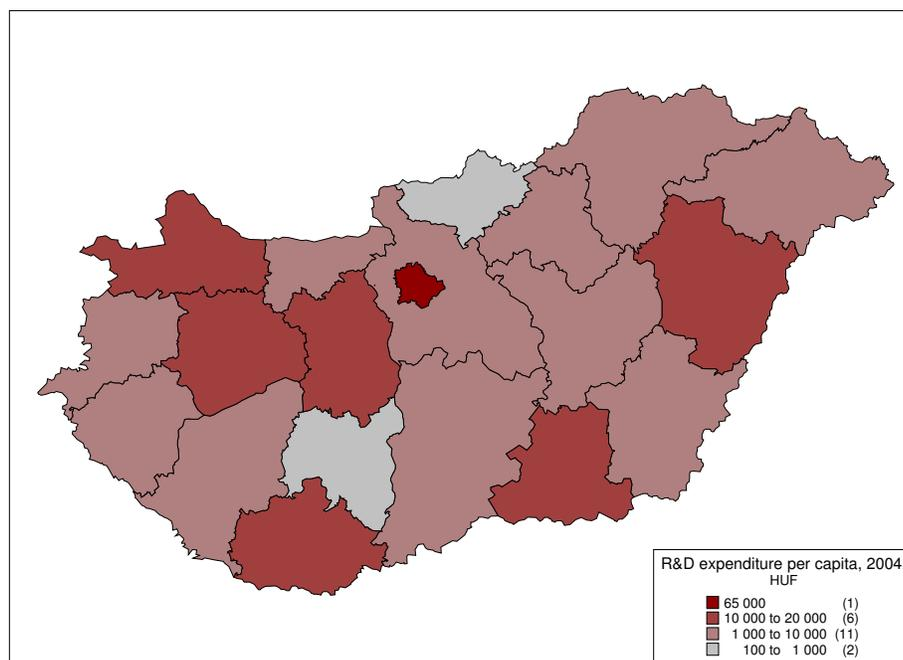 R&D expenditure per capita, 2004
HUF
65 000 (1)
10 000 to 20 000 (6)
1 000 to 10 000 (11)
100 to 1 000 (2)